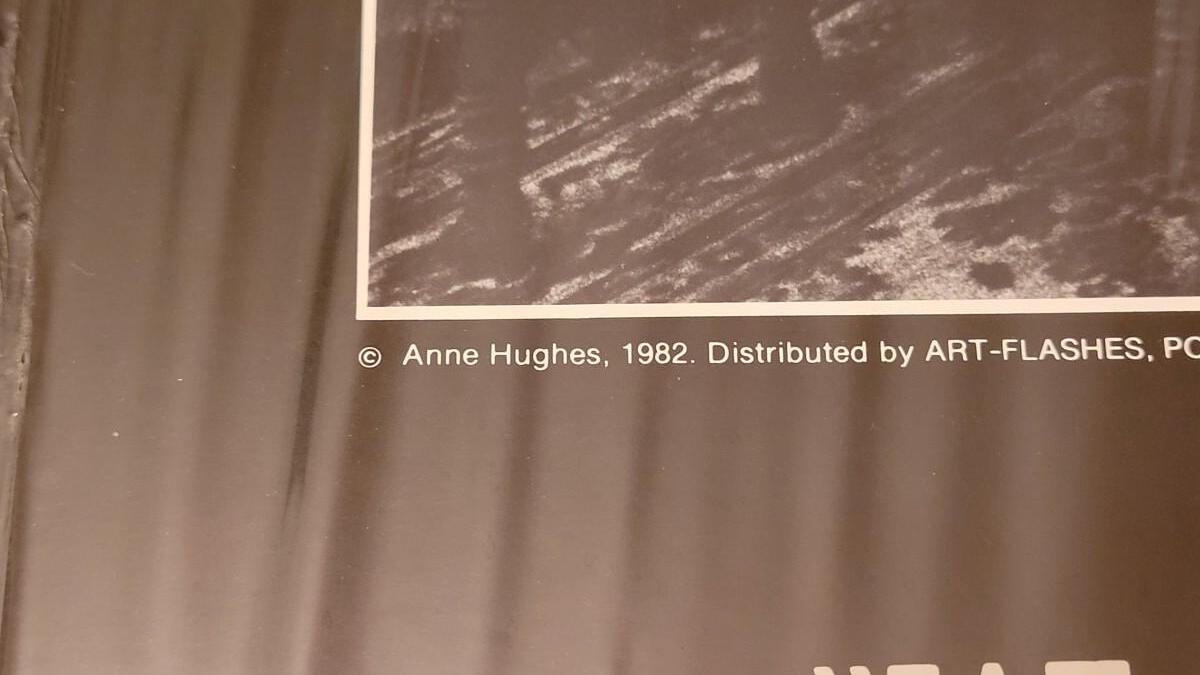 © Anne Hughes, 1982. Distributed by ART-FLASHES,